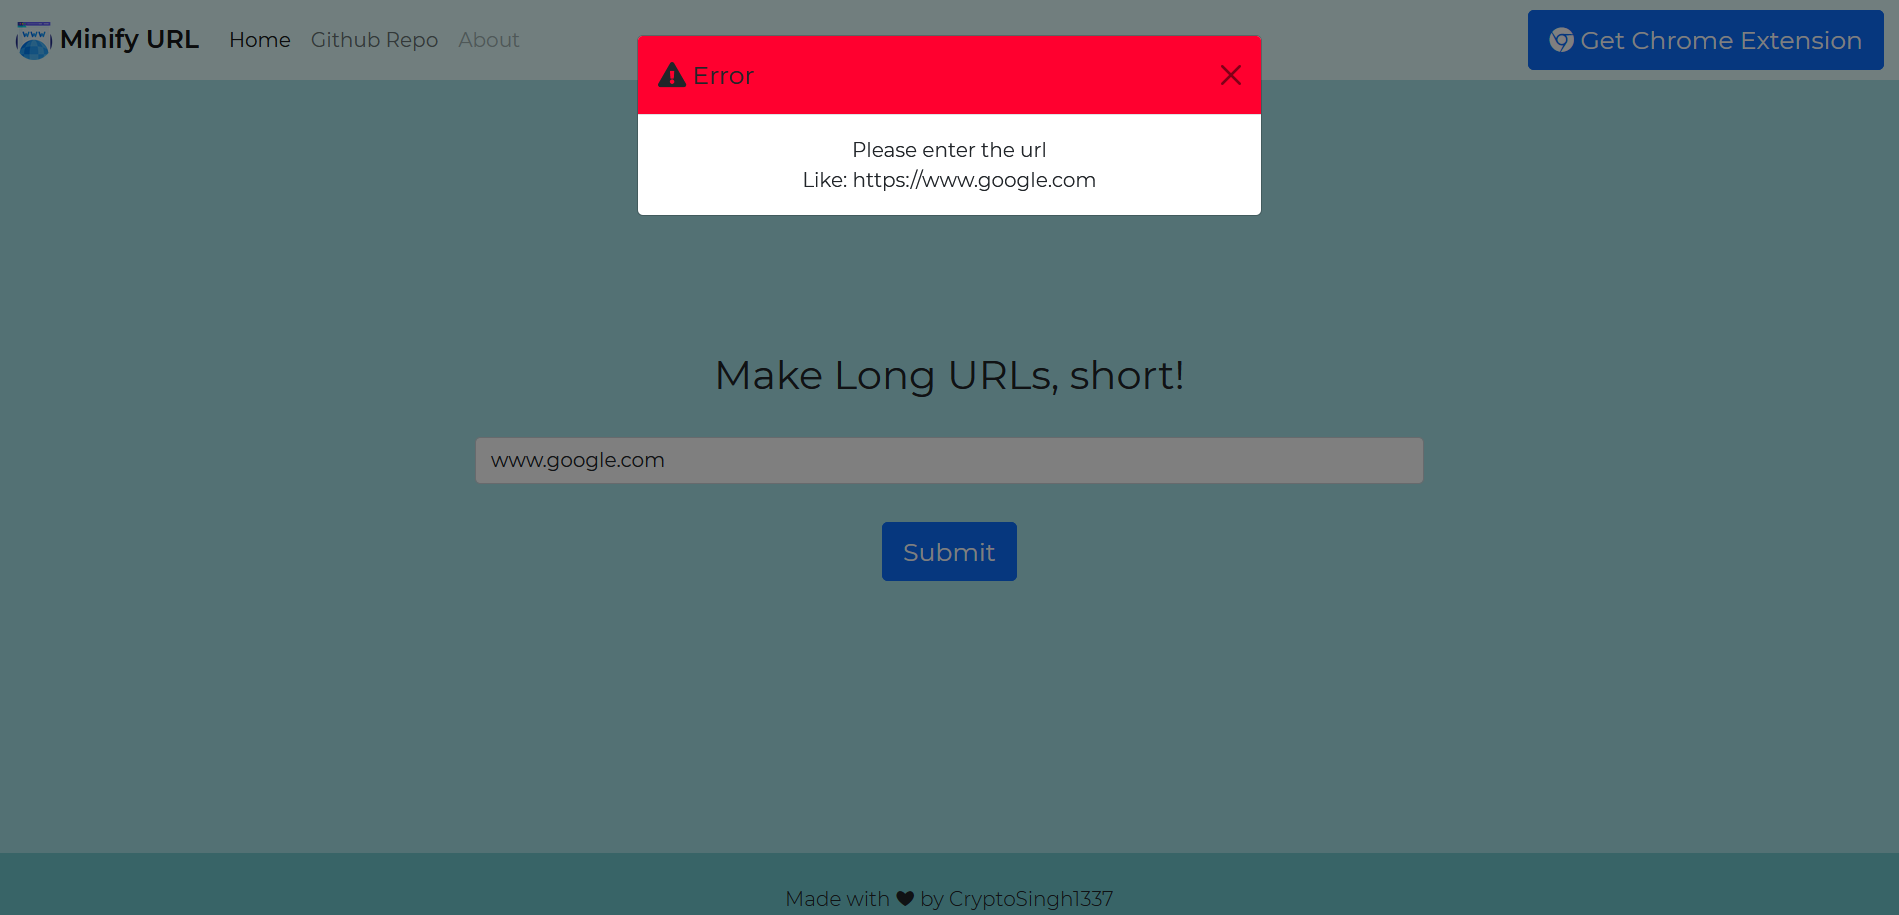 Minify URL Home Github Repo About
Get Chrome Extension
Error
Please enter the url
Like: https://www.google.com
Make Long URLs, short!
www.google.com
Submit
Made with ♥ by CryptoSingh1337